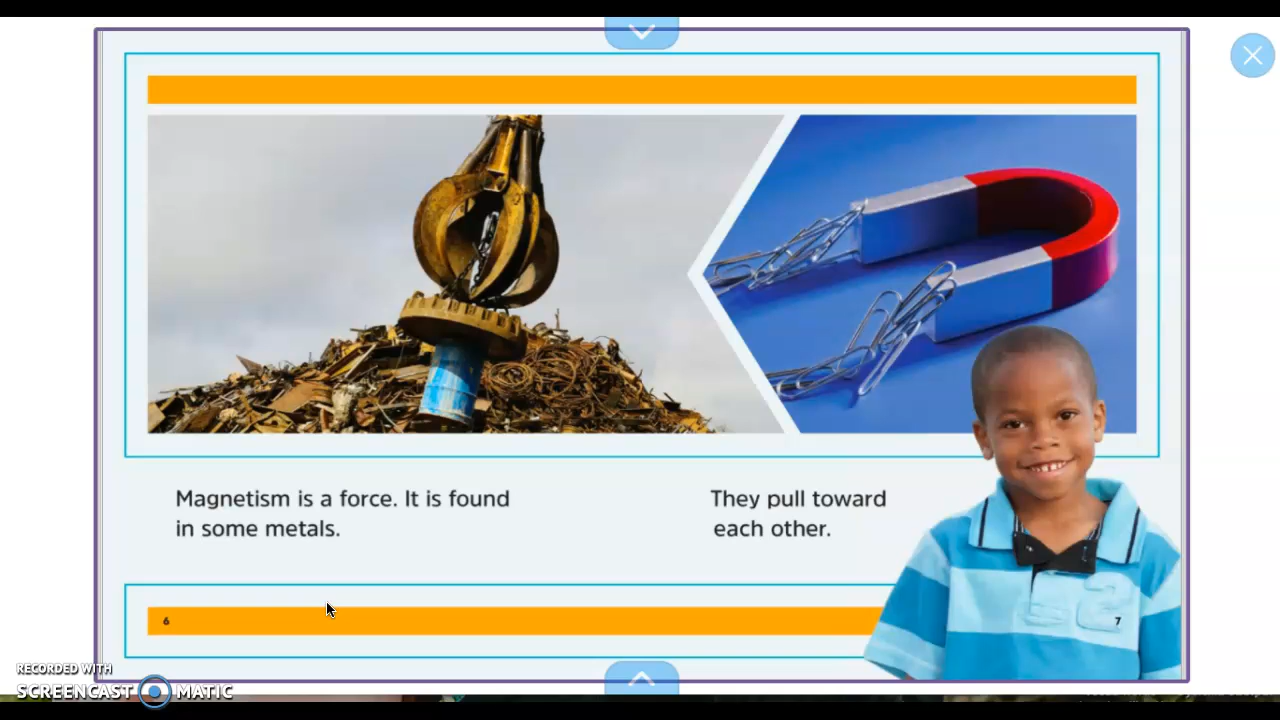 Magnetism is a force. It is found
in some metals.
They pull toward
each other.
6
7
RECORDED WITH
SCREENCAST MATIC